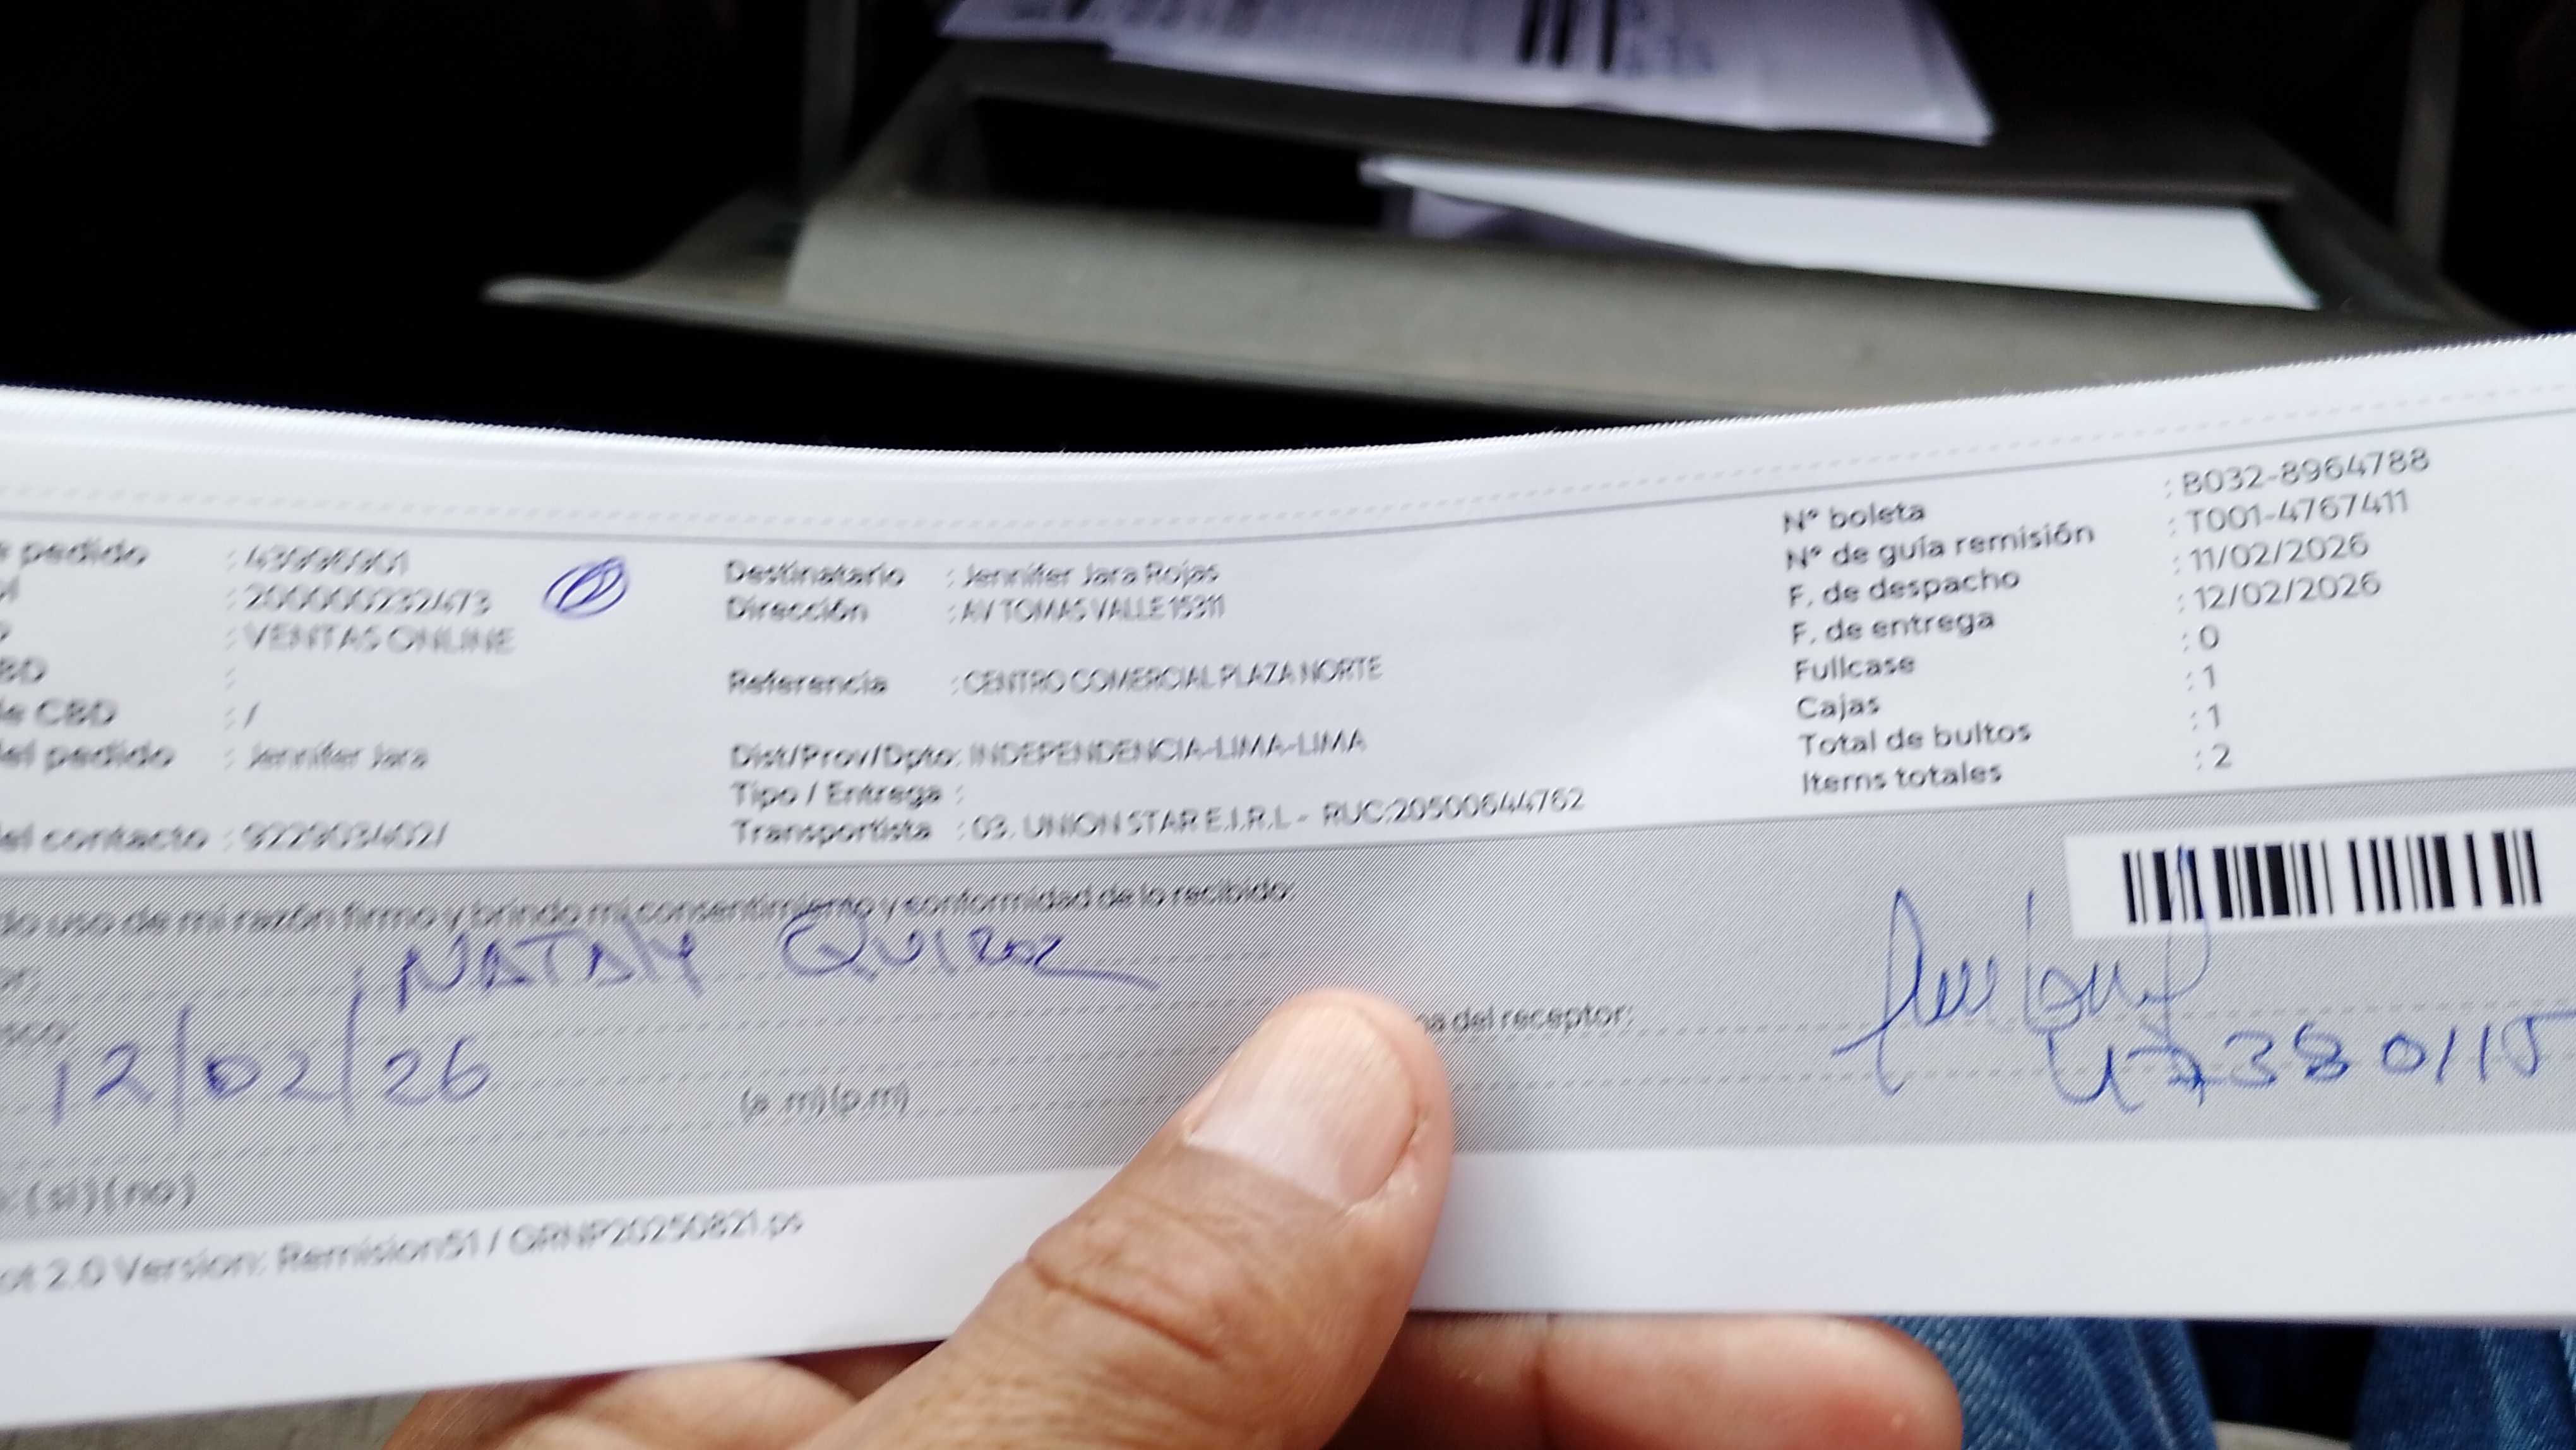 pedido : 43990901
: 200000232473
: VENTAS ONLINE
BD :
de CBD : /
del pedido : Jennifer Jara
del contacto :
Destinatario : Jennifer Jara Rojas
Dirección : AV TOMAS VALLE 15311
Referencia : CENTRO COMERCIAL PLAZA NORTE
Dist/Prov/Dpto: INDEPENDENCIA-LIMA-LIMA
Tipo / Entrega :
Transportista : 03. UNION STAR E.I.R.L - RUC:20500644762
N° boleta : B032-8964788
N° de guía remisión : T001-4767411
F. de despacho : 11/02/2026
F. de entrega : 12/02/2026
Fullcase : 0
Cajas : 1
Total de bultos : 1
Items totales : 2
do uso de mi razón firmo y brindo mi consentimiento y conformidad de lo recibido:
NATALY QUIROZ
del receptor:
47380115
12/02/26
(a .m)(p.m)
(si)(no)
2.0 Version: Remision51 / GRNP20250821.ps